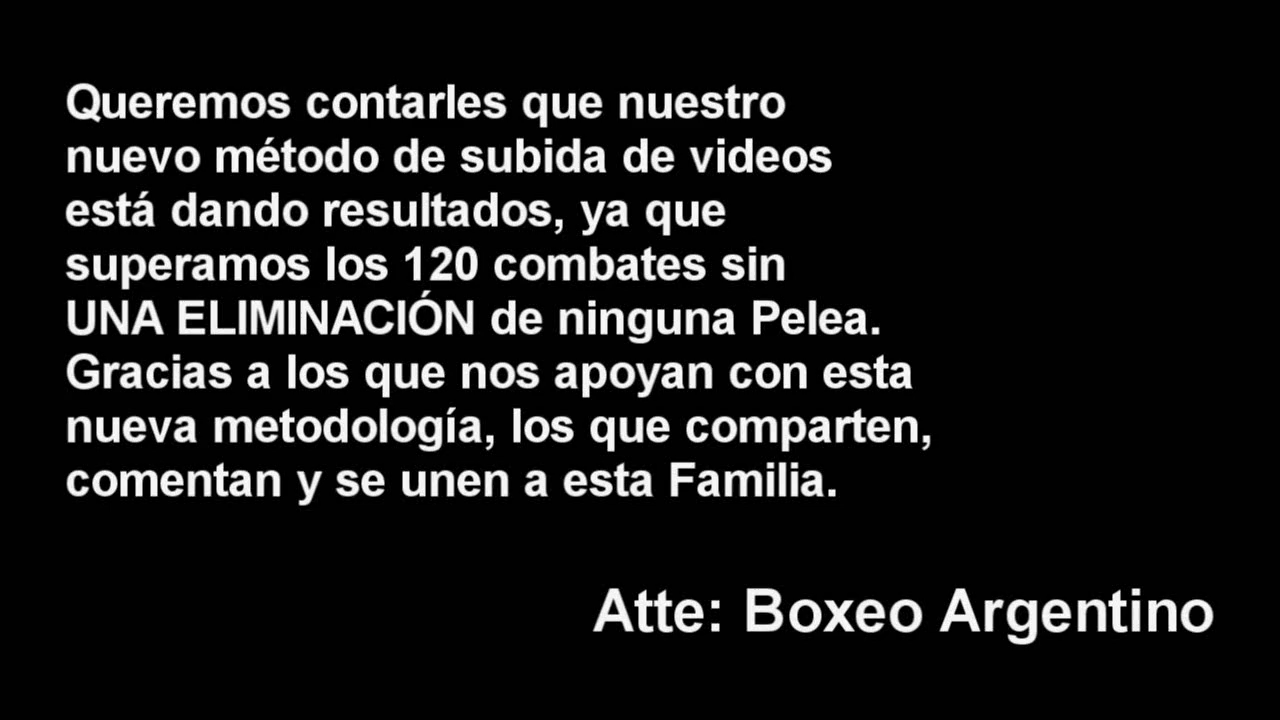 Queremos contarles que nuestro
nuevo método de subida de videos
está dando resultados, ya que
superamos los 120 combates sin
UNA ELIMINACIÓN de ninguna Pelea.
Gracias a los que nos apoyan con esta
nueva metodología, los que comparten,
comentan y se unen a esta Familia.
Atte: Boxeo Argentino